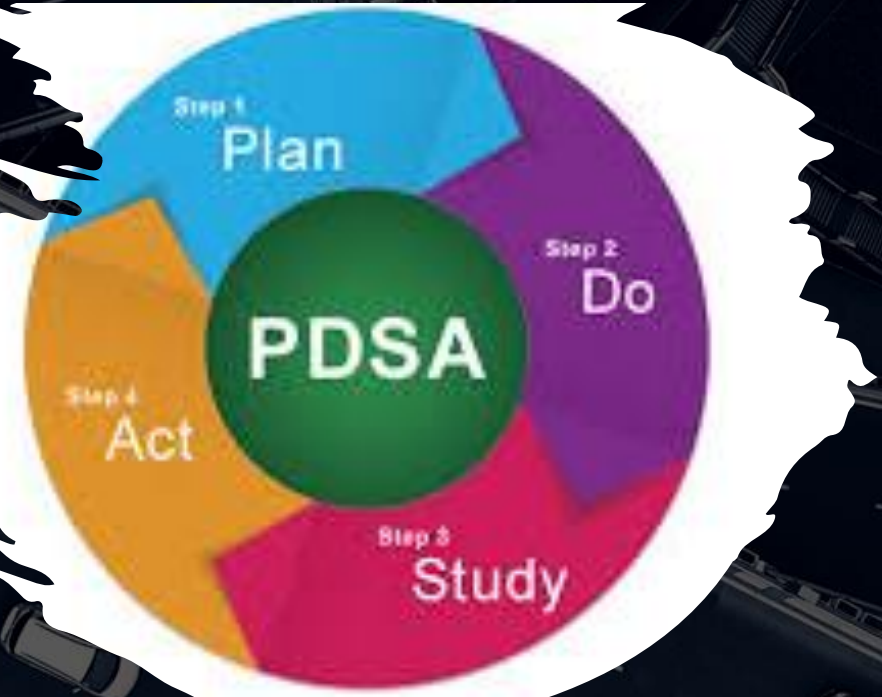 Step 1
Plan
Step 2
Do
PDSA
Step 3
Study
Step 4
Act